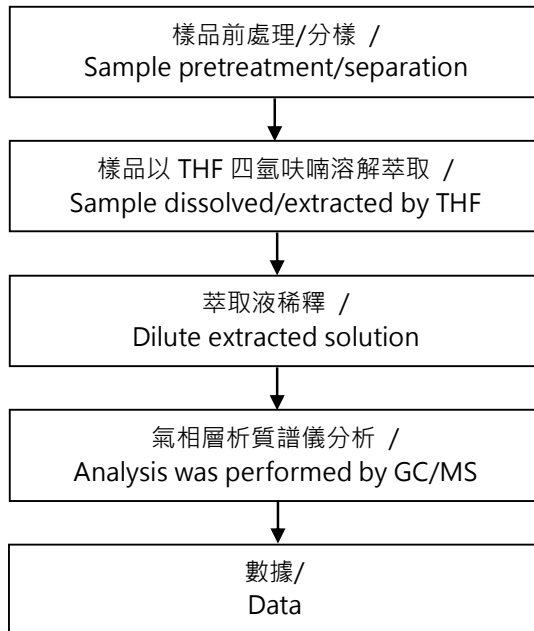 樣品前處理/分樣 /
Sample pretreatment/separation
樣品以 THF 四氫呋喃溶解萃取 /
Sample dissolved/extracted by THF
萃取液稀釋 /
Dilute extracted solution
氣相層析質譜儀分析 /
Analysis was performed by GC/MS
數據/
Data